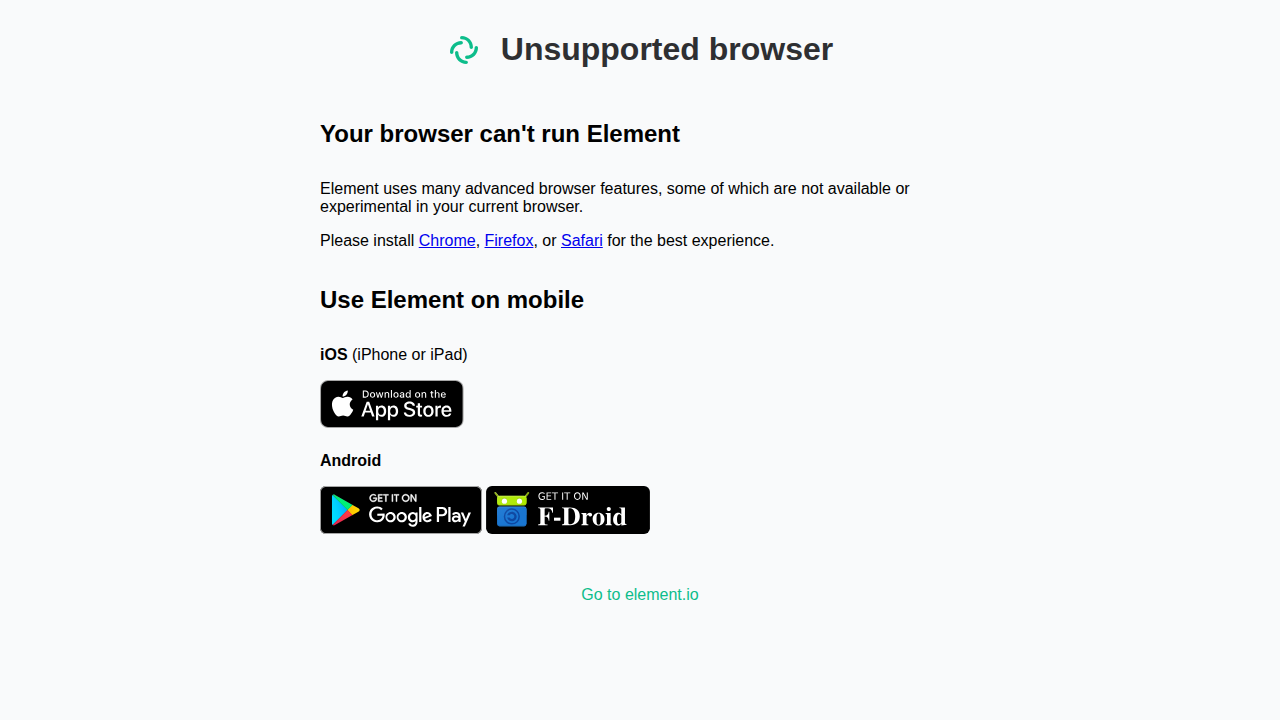 Unsupported browser
Your browser can't run Element
Element uses many advanced browser features, some of which are not available or
experimental in your current browser.
Please install Chrome, Firefox, or Safari for the best experience.
Use Element on mobile
iOS (iPhone or iPad)
Download on the
App Store
Android
GET IT ON
Google Play
GET IT ON
F-Droid
Go to element.io